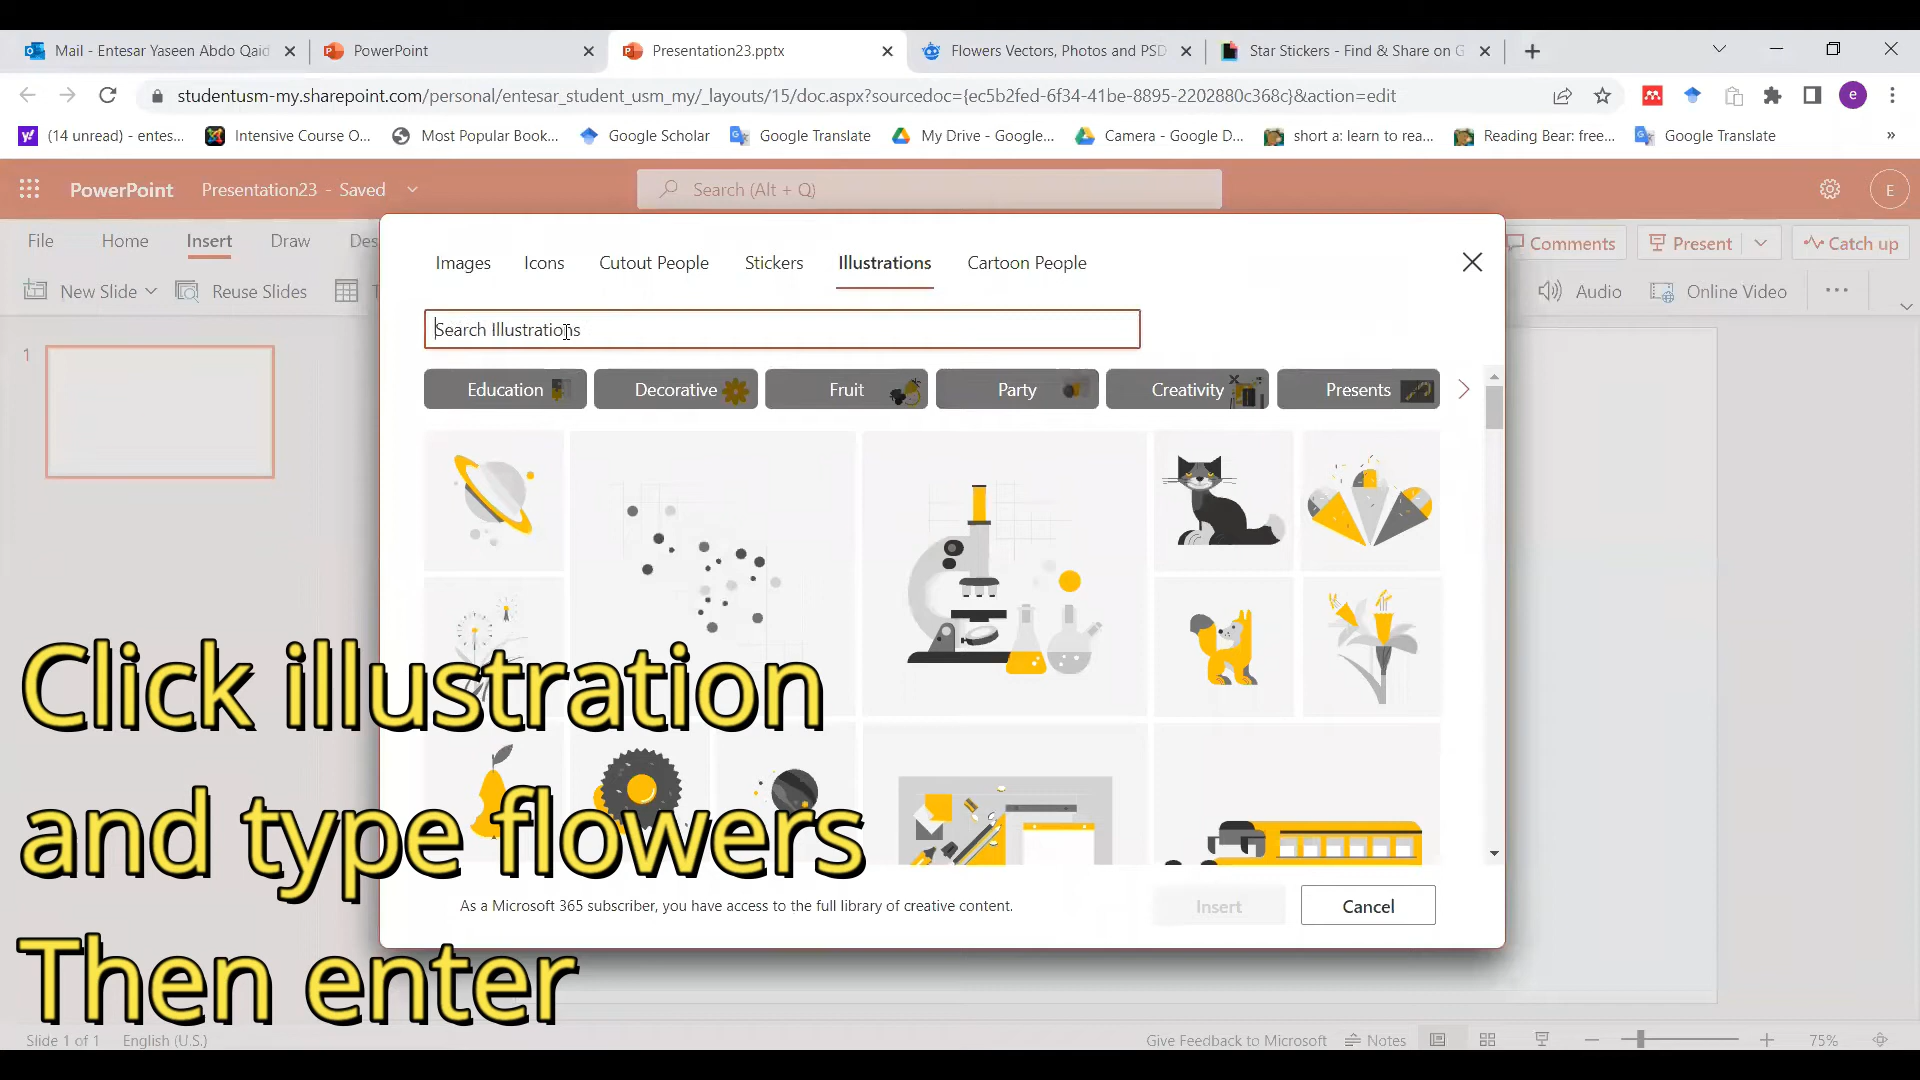 Mail - Entesar Yaseen Abdo Qaid
PowerPoint
Presentation23.pptx
Flowers Vectors, Photos and PSD
Star Stickers - Find & Share on G
studentusm-my.sharepoint.com/personal/entesar_student_usm_my/_layouts/15/doc.aspx?sourcedoc={ec5b2fed-6f34-41be-8895-2202880c368c}&action=edit
e
(14 unread) - entes...
Intensive Course O...
Most Popular Book...
Google Scholar
Google Translate
My Drive - Google...
Camera - Google D...
short a: learn to rea...
Reading Bear: free...
Google Translate
»
PowerPoint
Presentation23 - Saved
Search (Alt + Q)
E
File
Home
Insert
Draw
Des
Comments
Present
Catch up
New Slide
Reuse Slides
T
Audio
Online Video
...
Images
Icons
Cutout People
Stickers
Illustrations
Cartoon People
Search Illustrations
Education
Decorative
Fruit
Party
Creativity
Presents
1
Click illustration
and type flowers
Then enter
As a Microsoft 365 subscriber, you have access to the full library of creative content.
Insert
Cancel
Slide 1 of 1
English (U.S.)
Give Feedback to Microsoft
Notes
75%